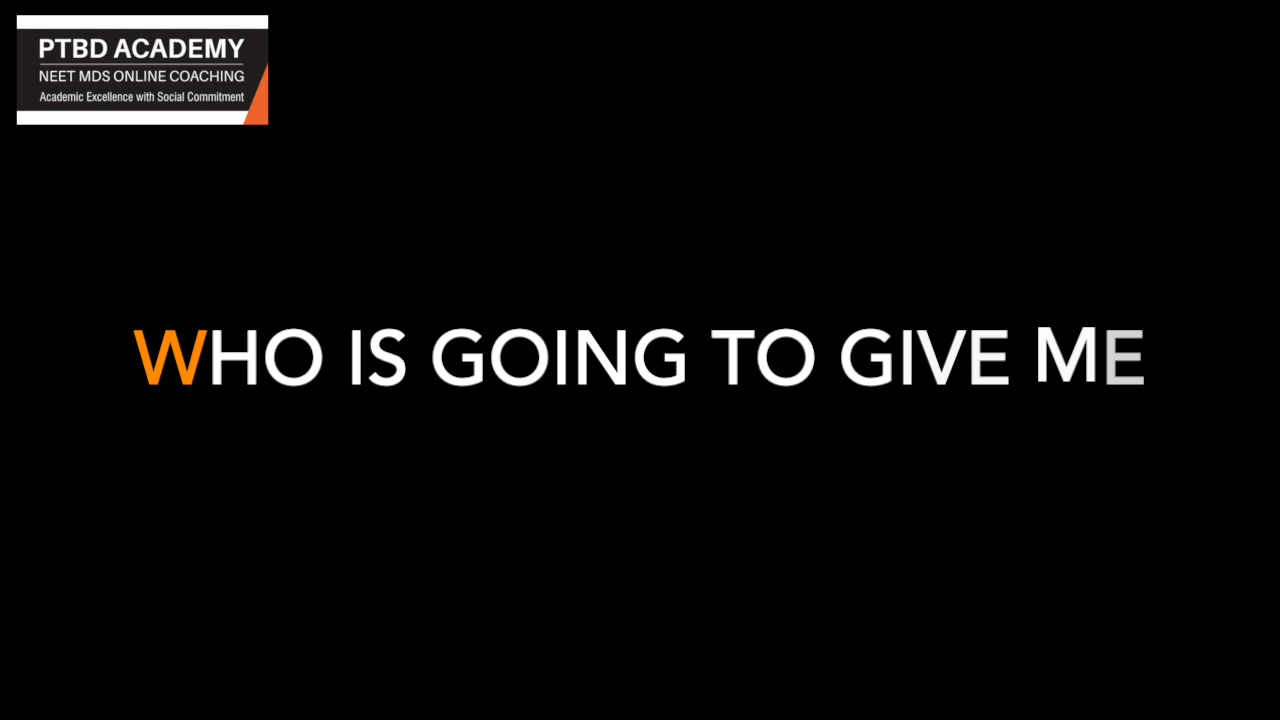 PTBD ACADEMY
NEET MDS ONLINE COACHING
Academic Excellence with Social Commitment
WHO IS GOING TO GIVE ME